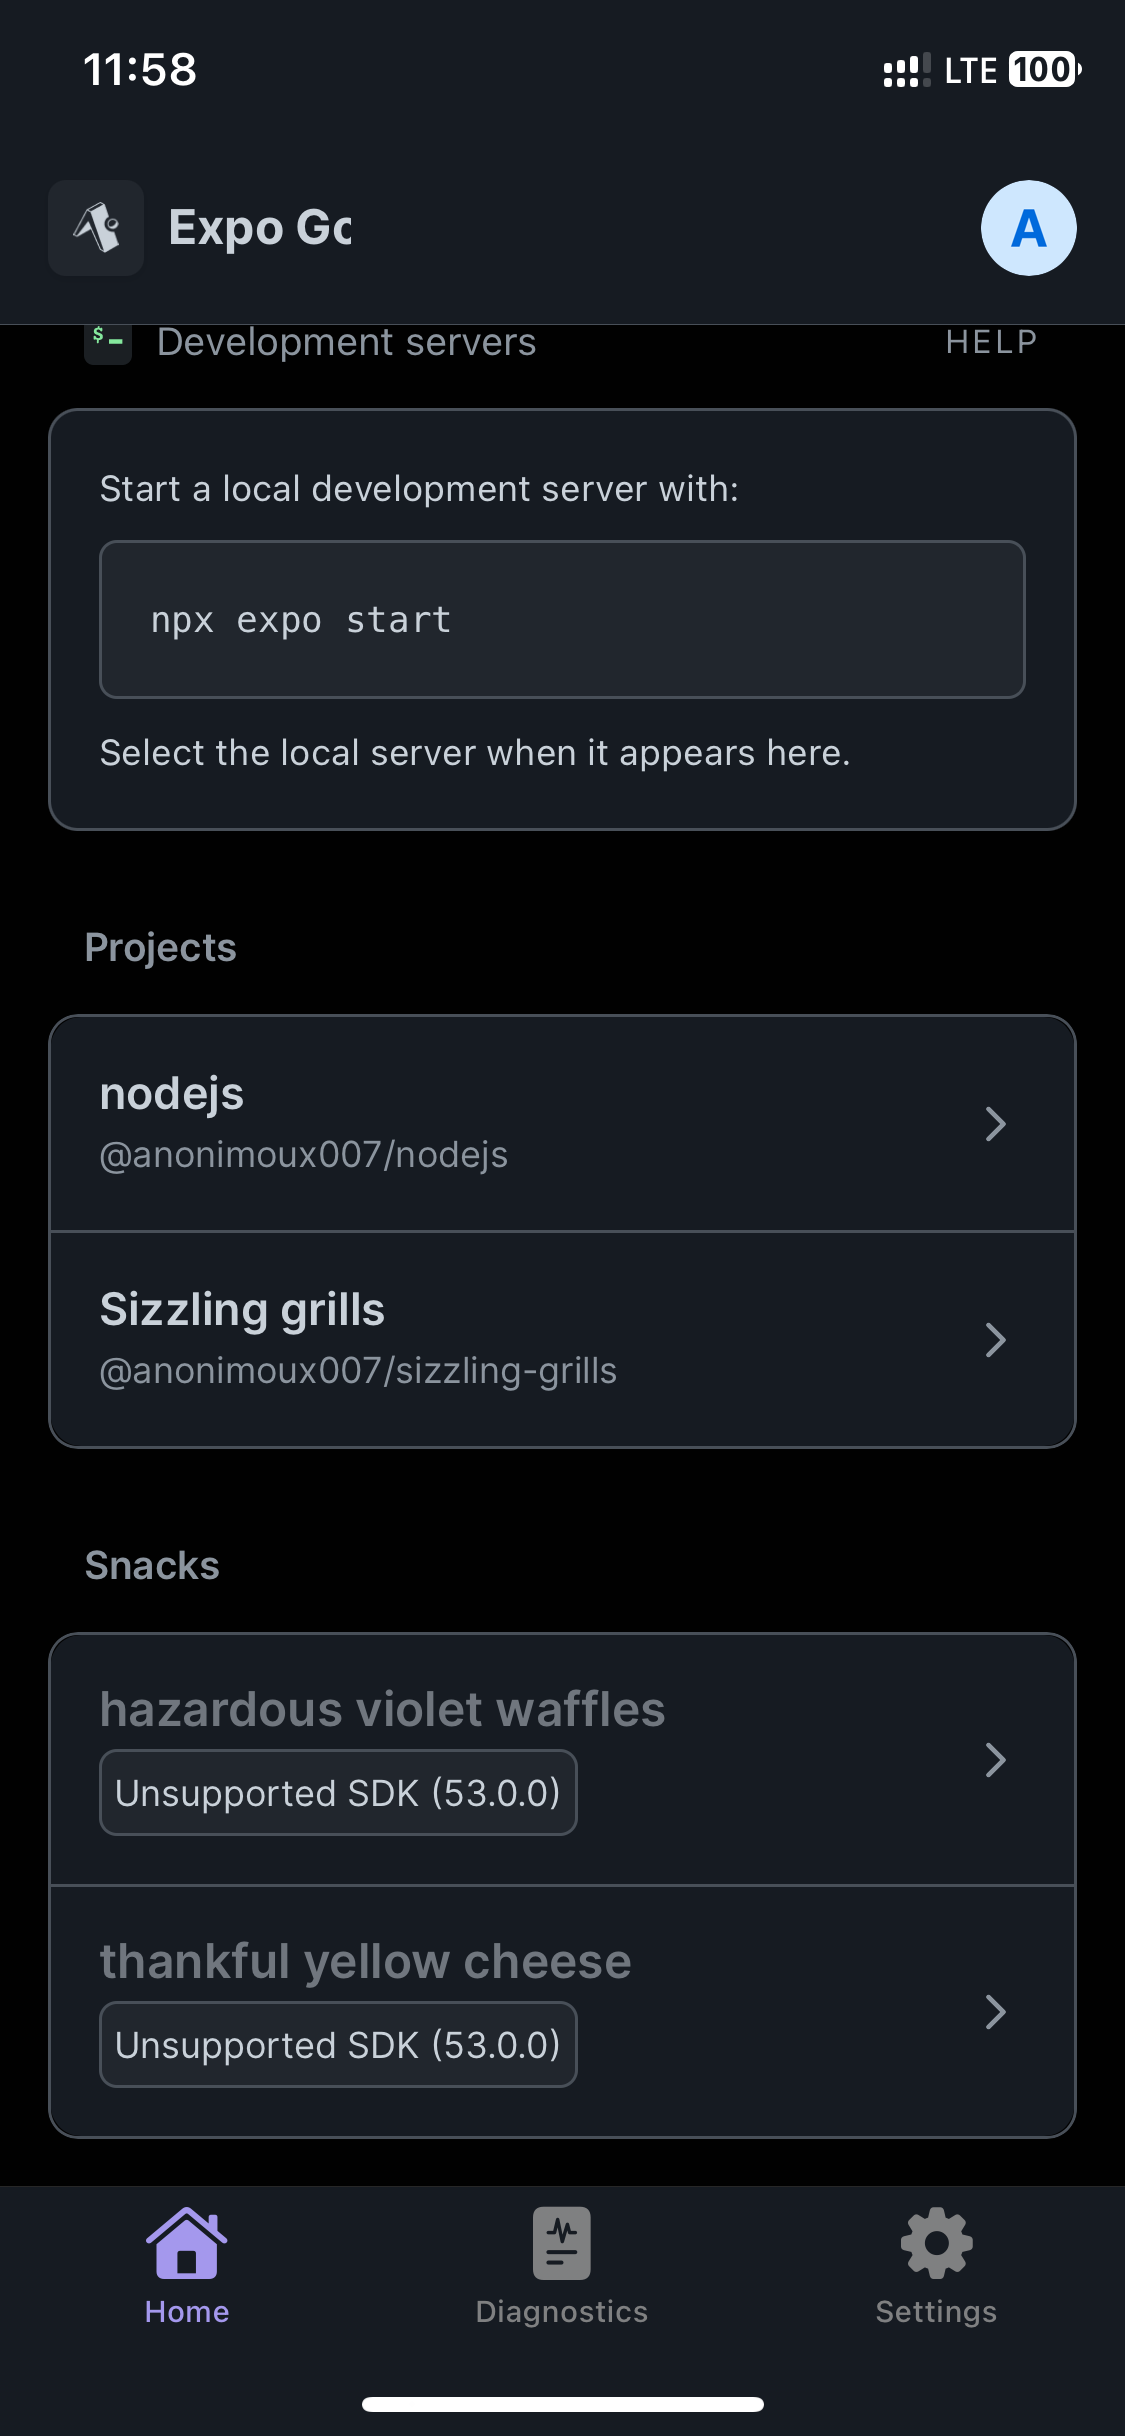 11:58
LTE 100
Expo Go
A
$
Development servers
HELP
Start a local development server with:
npx expo start
Select the local server when it appears here.
Projects
nodejs
@anonimoux007/nodejs
Sizzling grills
@anonimoux007/sizzling-grills
Snacks
hazardous violet waffles
Unsupported SDK (53.0.0)
thankful yellow cheese
Unsupported SDK (53.0.0)
Home
Diagnostics
Settings